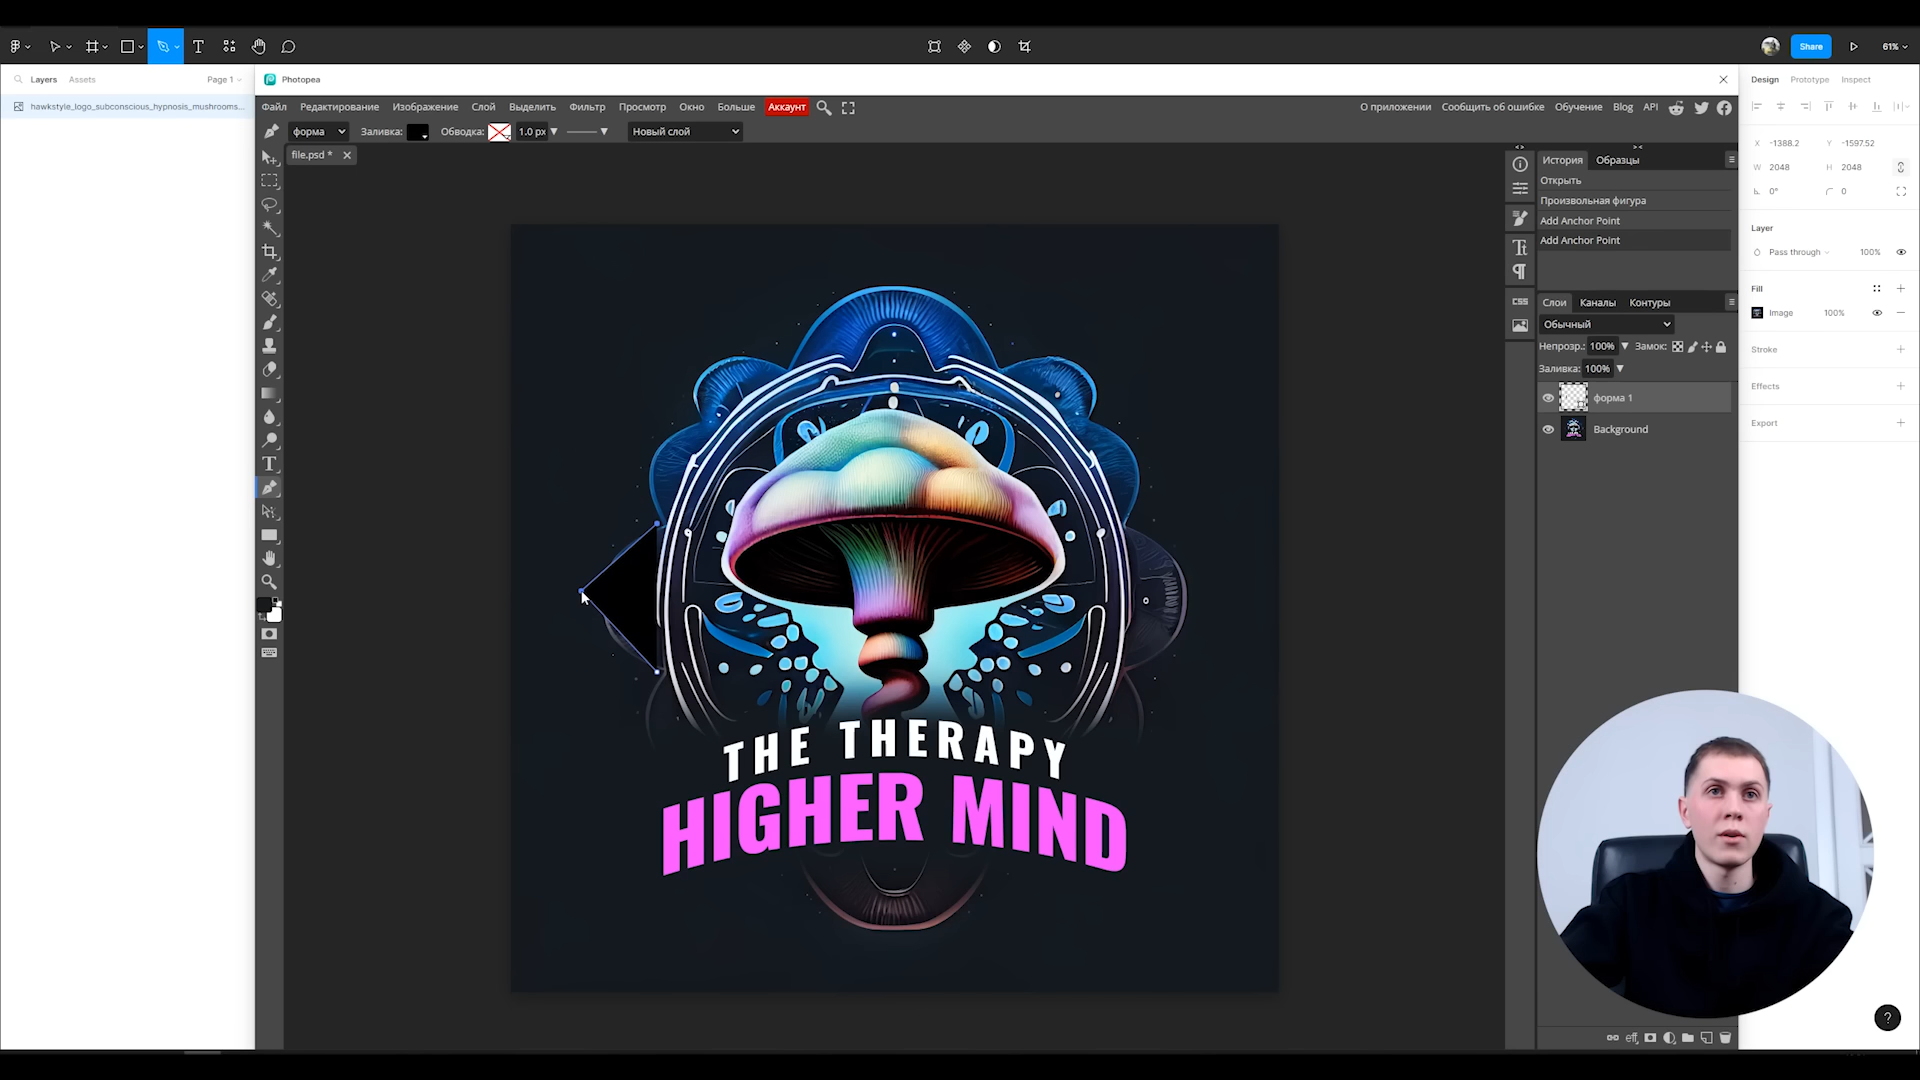 Share
61%
Layers
Assets
Page 1
Photopea
Design
Prototype
Inspect
hawkstyle_logo_subconscious_hypnosis_mushrooms...
Файл
Редактирование
Изображение
Слой
Выделить
Фильтр
Просмотр
Окно
Больше
Аккаунт
О приложении
Сообщить об ошибке
Обучение
Blog
API
форма
Заливка:
Обводка:
1.0 px
Новый слой
file.psd *
История
Образцы
Открыть
Произвольная фигура
Add Anchor Point
Add Anchor Point
CSS
Слои
Каналы
Контуры
Обычный
Непрозр.: 100%
Замок:
Заливка: 100%
форма 1
Background
eff
X -1388.2
Y -1597.52
W 2048
H 2048
0°
0
Layer
Pass through
100%
Fill
Image
100%
Stroke
Effects
Export
THE THERAPY
HIGHER MIND
?